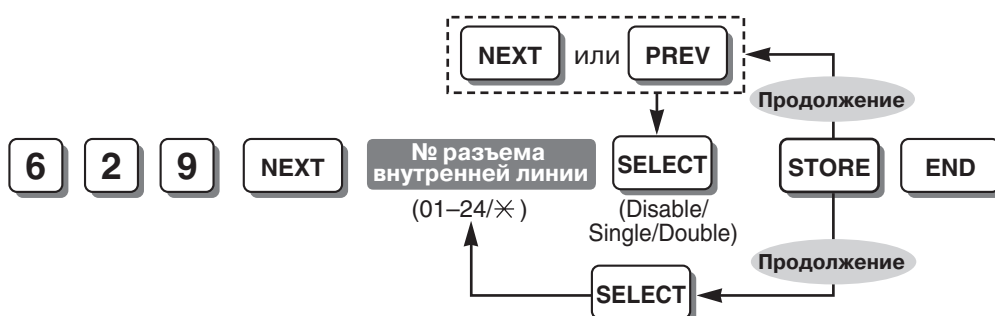 NEXT или PREV
Продолжение
6 2 9 NEXT № разъема внутренней линии SELECT STORE END
(01–24/✳)
(Disable/
Single/Double)
Продолжение
SELECT